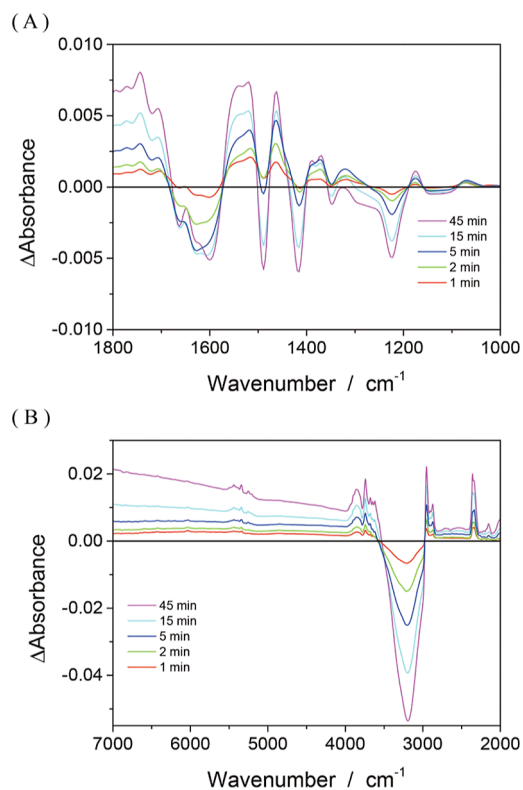 ( A )
0.010
0.005
0.000
-0.005
-0.010
ΔAbsorbance
45 min
15 min
5 min
2 min
1 min
1800 1600 1400 1200 1000
Wavenumber / cm-1
( B )
0.02
0.00
-0.02
-0.04
ΔAbsorbance
45 min
15 min
5 min
2 min
1 min
7000 6000 5000 4000 3000 2000
Wavenumber / cm-1